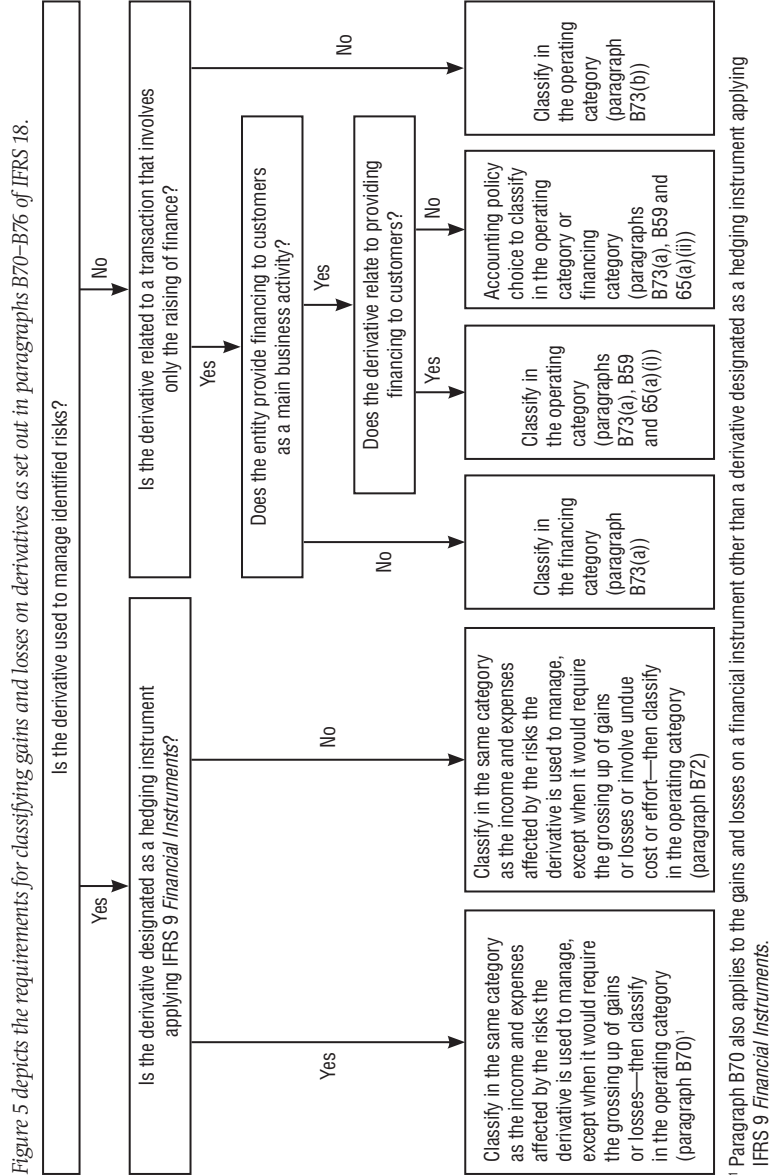 Figure 5 depicts the requirements for classifying gains and losses on derivatives as set out in paragraphs B70–B76 of IFRS 18.
Is the derivative used to manage identified risks?
Yes
No
Is the derivative designated as a hedging instrument
applying IFRS 9 Financial Instruments?
Is the derivative related to a transaction that involves
only the raising of finance?
Yes
No
Does the entity provide financing to customers
as a main business activity?
Yes
Does the derivative relate to providing
financing to customers?
Yes
No
No
Yes
No
Classify in the same category
as the income and expenses
affected by the risks the
derivative is used to manage,
except when it would require
the grossing up of gains
or losses—then classify
in the operating category
(paragraph B70)¹
Classify in the same category
as the income and expenses
affected by the risks the
derivative is used to manage,
except when it would require
the grossing up of gains
or losses or involve undue
cost or effort—then classify
in the operating category
(paragraph B72)
Classify in
the financing
category
(paragraph
B73(a))
Classify in
the operating
category
(paragraphs
B73(a), B59
and 65(a)(i))
Accounting policy
choice to classify
in the operating
category or
financing
category
(paragraphs
B73(a), B59 and
65(a)(ii))
Classify in
the operating
category
(paragraph
B73(b))
¹ Paragraph B70 also applies to the gains and losses on a financial instrument other than a derivative designated as a hedging instrument applying
IFRS 9 Financial Instruments.